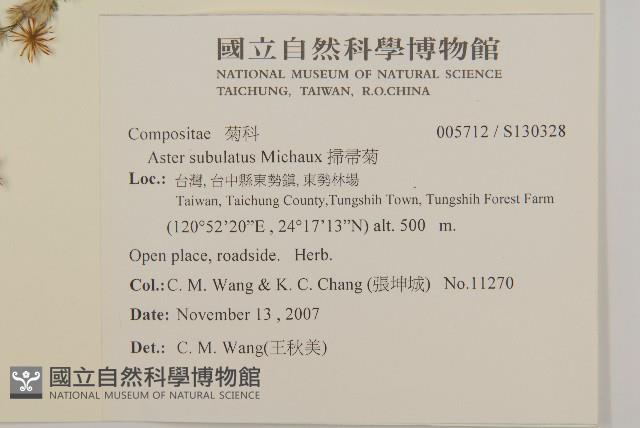 國立自然科學博物館
NATIONAL MUSEUM OF NATURAL SCIENCE
TAICHUNG, TAIWAN, R.O.CHINA
Compositae 菊科 005712 / S130328
Aster subulatus Michaux 掃帚菊
Loc.: 台灣, 台中縣東勢鎮, 東勢林場
Taiwan, Taichung County,Tungshih Town, Tungshih Forest Farm
(120°52'20”E , 24°17'13”N) alt. 500 m.
Open place, roadside. Herb.
Col.: C. M. Wang & K. C. Chang (張坤城) No.11270
Date: November 13 , 2007
Det.: C. M. Wang(王秋美)
國立自然科學博物館
NATIONAL MUSEUM OF NATURAL SCIENCE